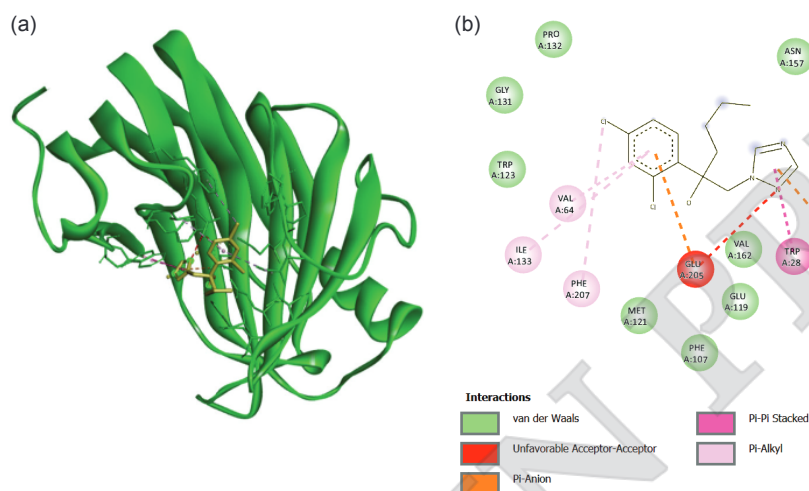 (a)
(b)
PRO
A:132
ASN
A:157
GLY
A:131
TRP
A:123
VAL
A:64
ILE
A:133
PHE
A:207
Cl
Cl
N
N
GLU
A:205
VAL
A:162
TRP
A:28
MET
A:121
GLU
A:119
PHE
A:107
Interactions
van der Waals
Unfavorable Acceptor-Acceptor
Pi-Anion
Pi-Pi Stacked
Pi-Alkyl